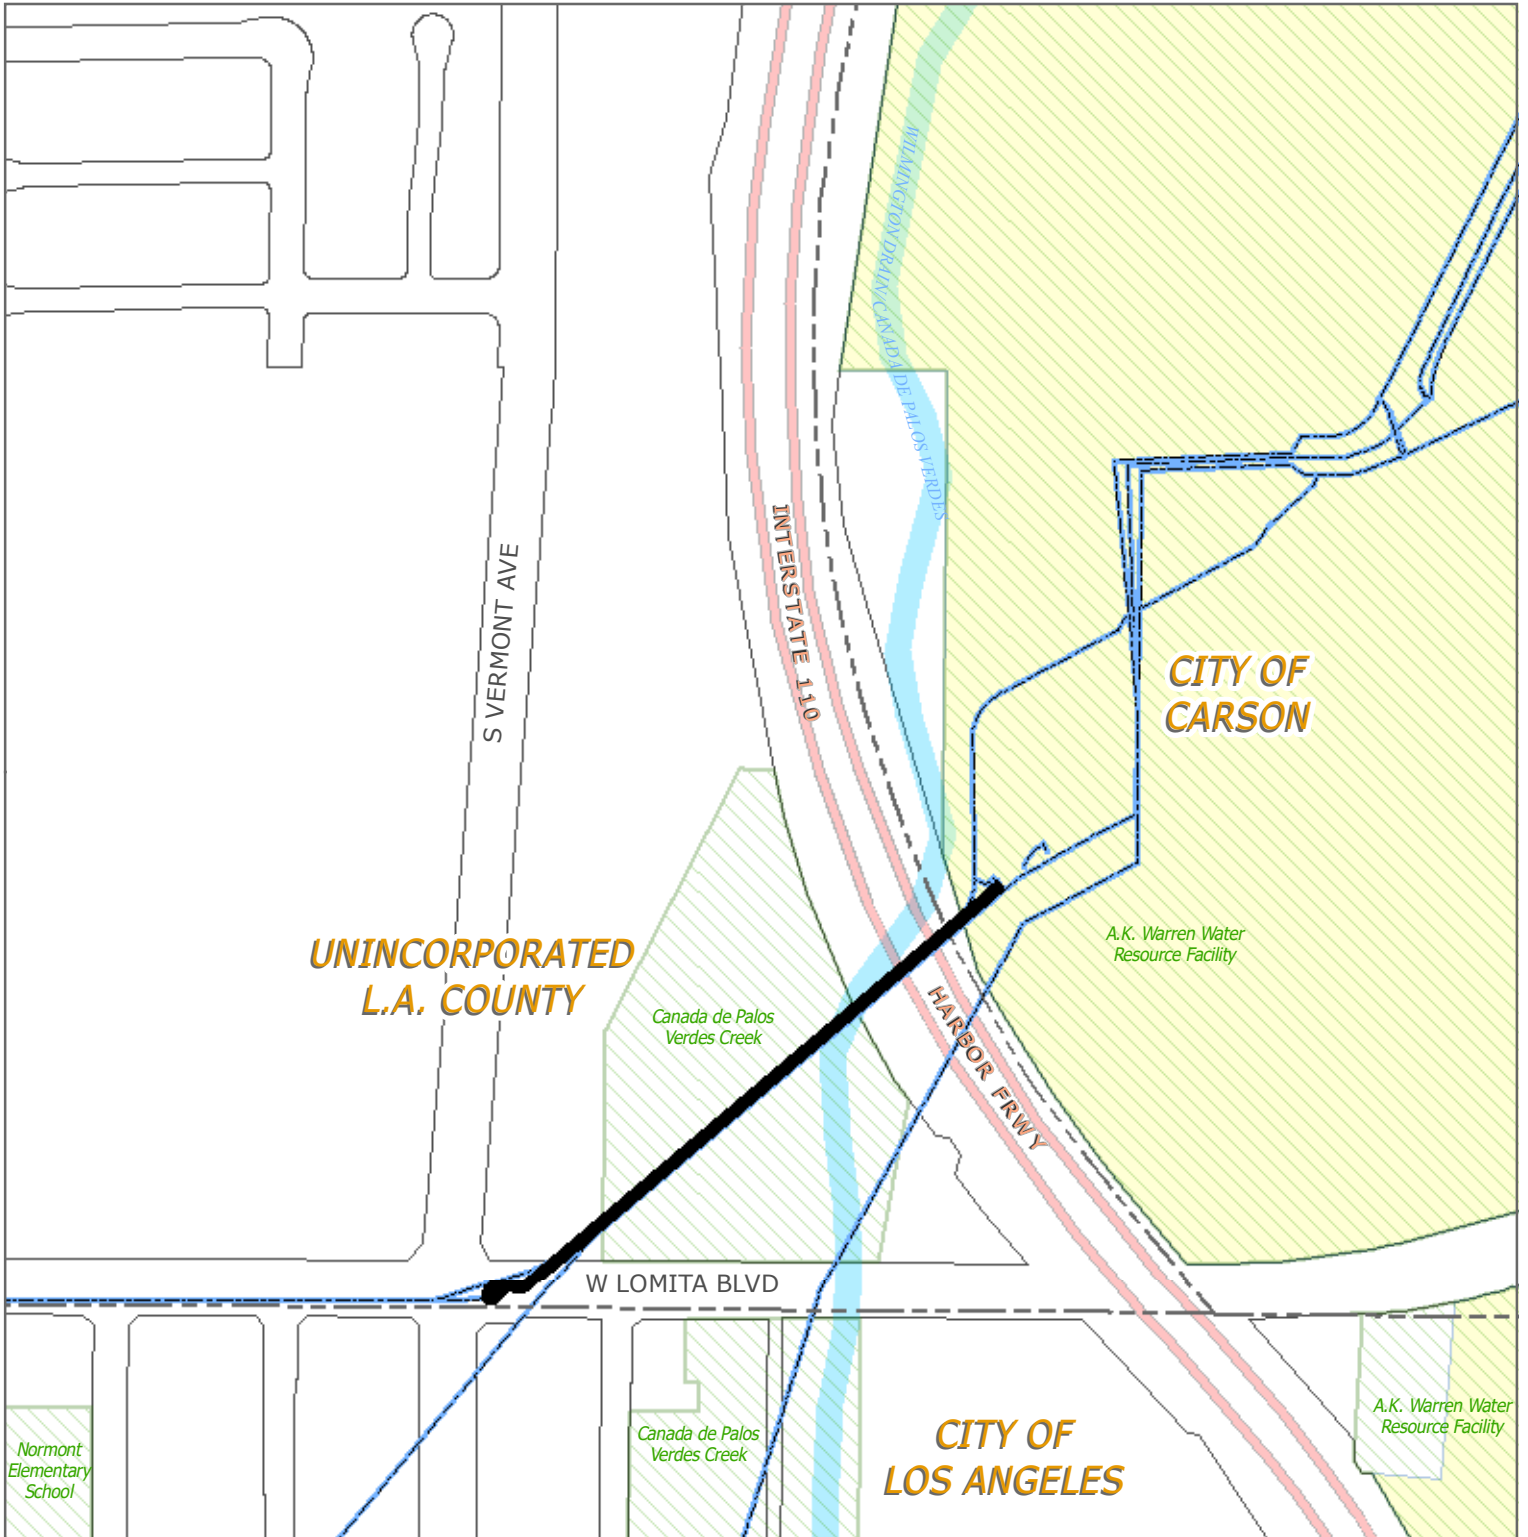 WILMINGTON DRAIN/CANADA DE PALOS VERDES
INTERSTATE 110
S VERMONT AVE
CITY OF
CARSON
UNINCORPORATED
L.A. COUNTY
A.K. Warren Water
Resource Facility
Canada de Palos
Verdes Creek
HARBOR FRWY
W LOMITA BLVD
A.K. Warren Water
Resource Facility
CITY OF
LOS ANGELES
Canada de Palos
Verdes Creek
Normont
Elementary
School